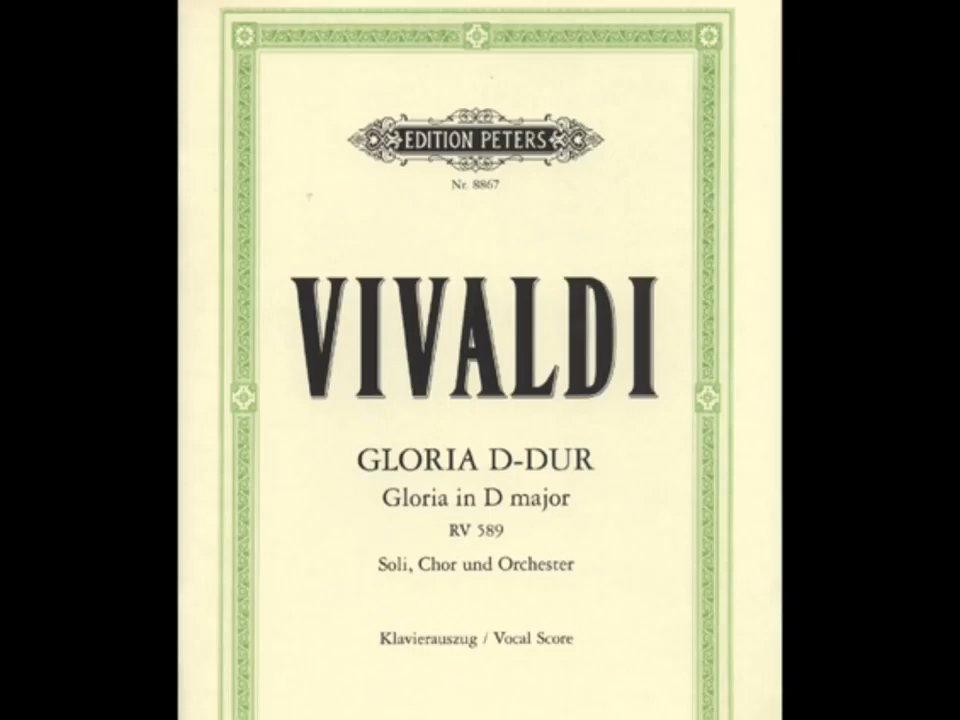 EDITION PETERS
Nr. 8867
VIVALDI
GLORIA D-DUR
Gloria in D major
RV 589
Soli, Chor und Orchester
Klavierauszug / Vocal Score